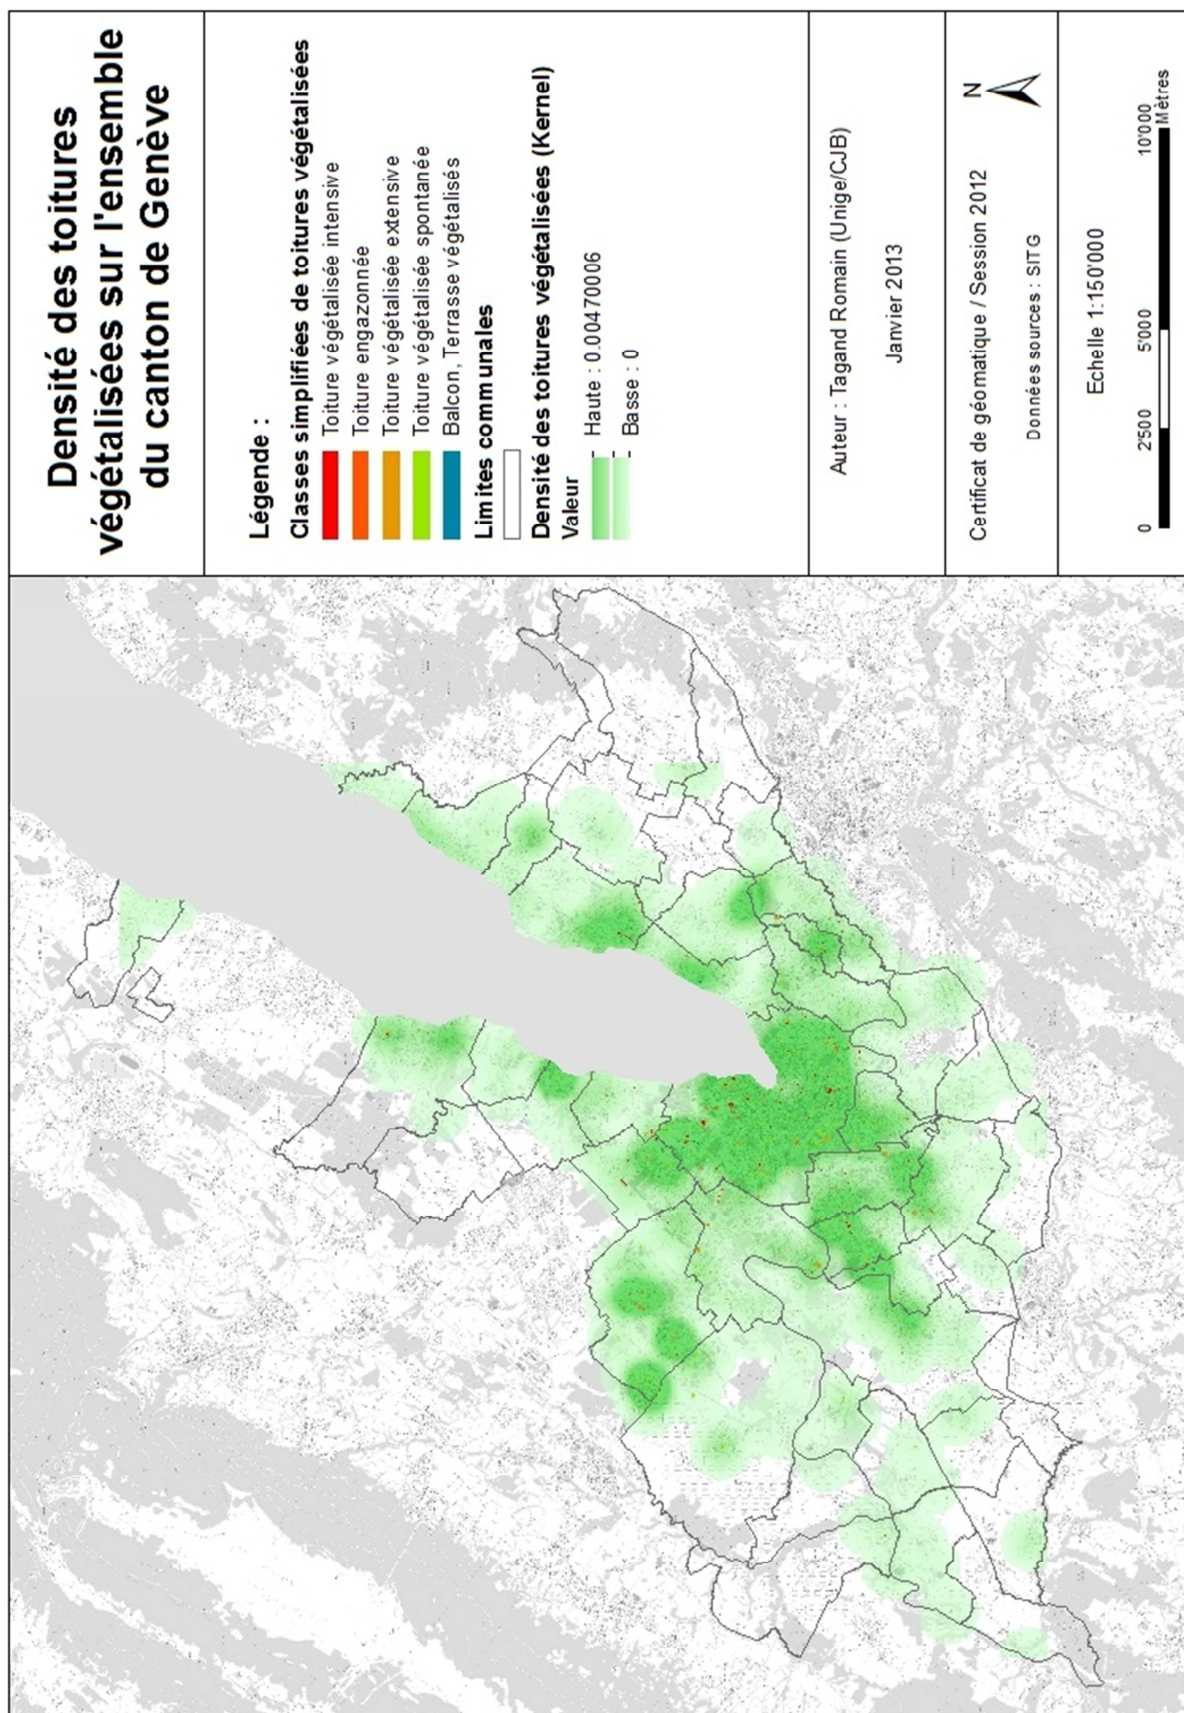 Densité des toitures
végétalisées sur l'ensemble
du canton de Genève
Légende :
Classes simplifiées de toitures végétalisées
Toiture végétalisée intensive
Toiture engazonnée
Toiture végétalisée extensive
Toiture végétalisée spontanée
Balcon, Terrasse végétalisés
Limites communales
Densité des toitures végétalisées (Kernel)
Valeur
Haute : 0.00470006
Basse : 0
Auteur : Tagand Romain (Unige/CJB)
Janvier 2013
N
Certificat de géomatique / Session 2012
Données sources : SITG
Echelle 1:150'000
0 2'500 5'000 10'000
Mètres